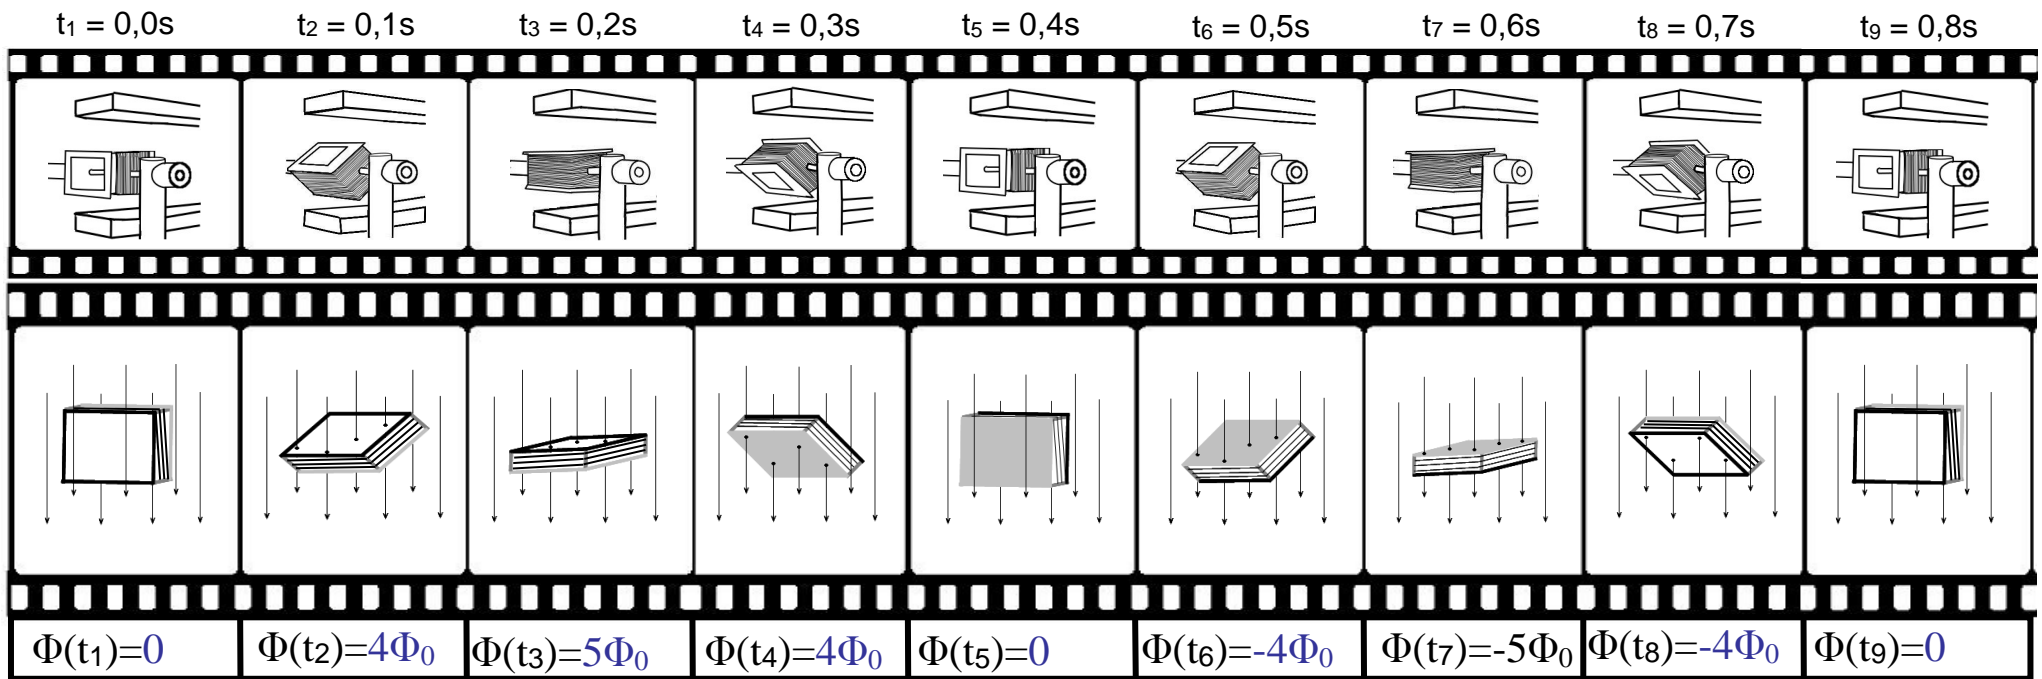 t₁ = 0,0s t₂ = 0,1s t₃ = 0,2s t₄ = 0,3s t₅ = 0,4s t₆ = 0,5s t₇ = 0,6s t₈ = 0,7s t₉ = 0,8s
Φ(t₁)=0 Φ(t₂)=4Φ₀ Φ(t₃)=5Φ₀ Φ(t₄)=4Φ₀ Φ(t₅)=0 Φ(t₆)=-4Φ₀ Φ(t₇)=-5Φ₀ Φ(t₈)=-4Φ₀ Φ(t₉)=0